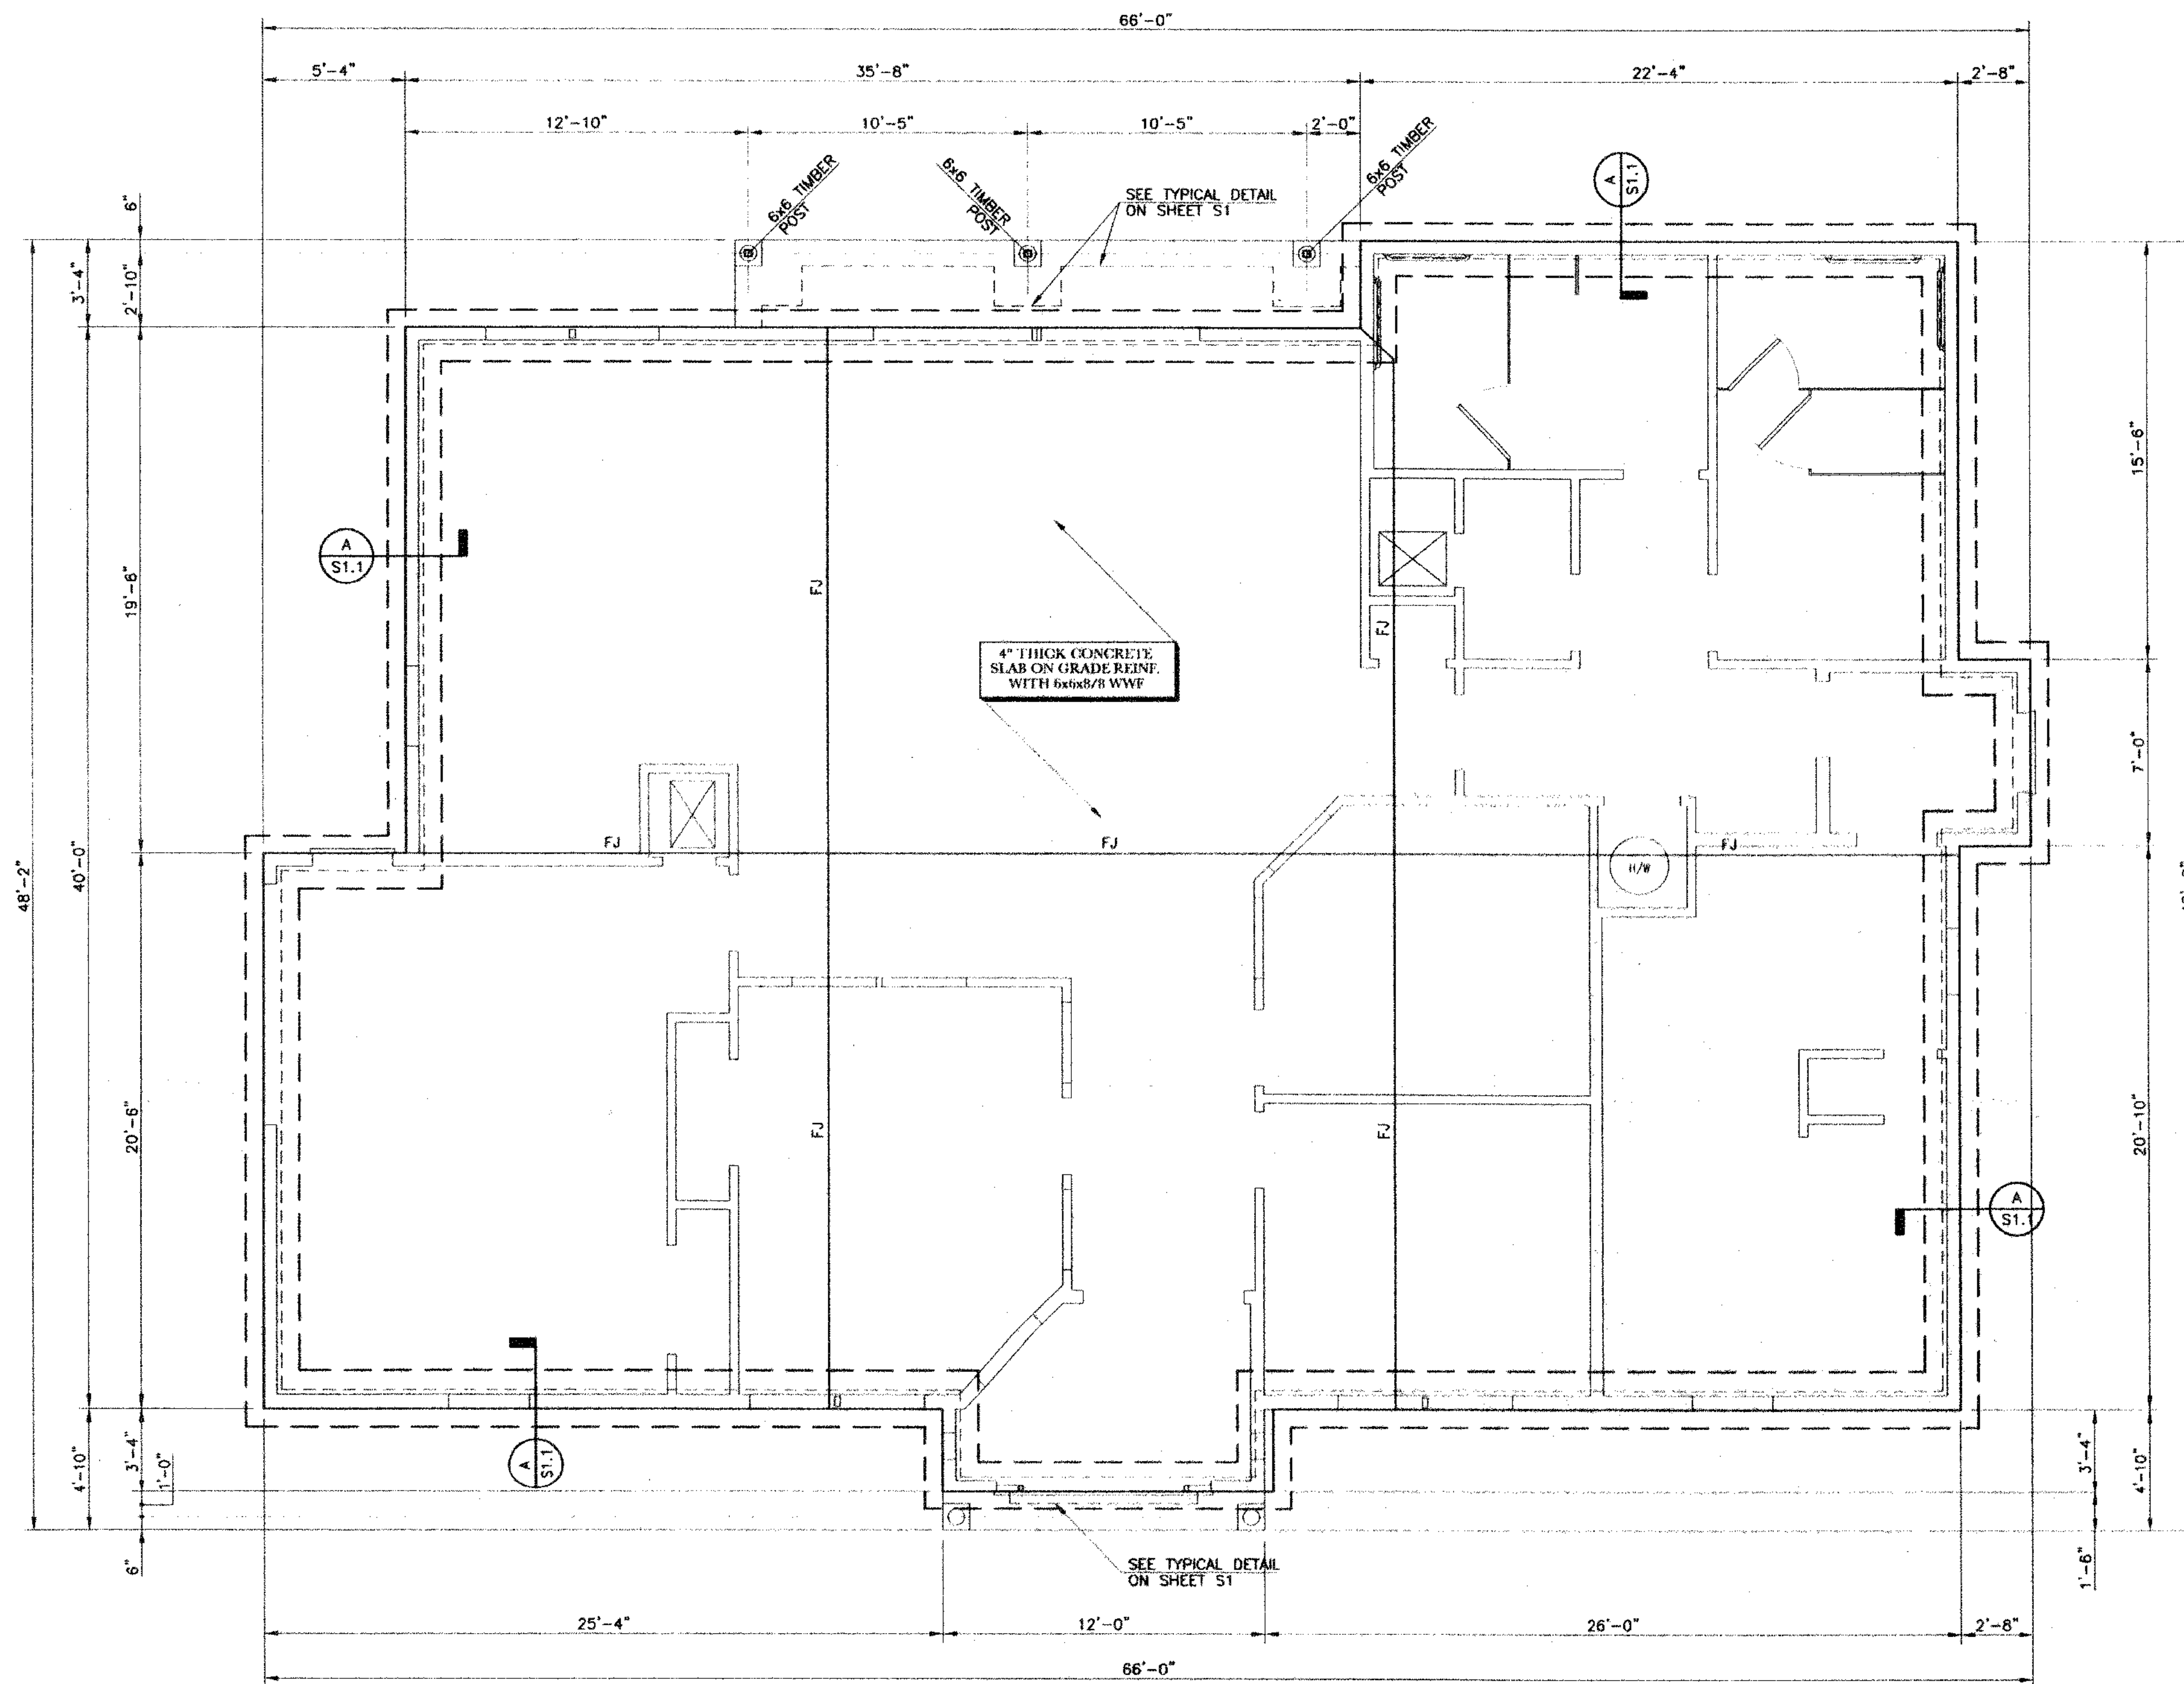 66'-0"
5'-4"
35'-8"
22'-4"
2'-8"
12'-10"
10'-5"
10'-5"
2'-0"
6x6 TIMBER
POST
6x6 TIMBER
POST
6x6 TIMBER
POST
SEE TYPICAL DETAIL
ON SHEET S1
A
S1.1
6"
3'-4"
2'-10"
15'-6"
A
S1.1
19'-6"
FJ
FJ
4" THICK CONCRETE
SLAB ON GRADE REINF.
WITH 6x6x8/8 WWF
7'-0"
FJ
FJ
FJ
H/W
48'-2"
40'-0"
20'-6"
FJ
FJ
20'-10"
A
S1.1
A
S1.1
4'-10"
3'-4"
1'-0"
6"
3'-4"
4'-10"
1'-6"
SEE TYPICAL DETAIL
ON SHEET S1
25'-4"
12'-0"
26'-0"
2'-8"
66'-0"